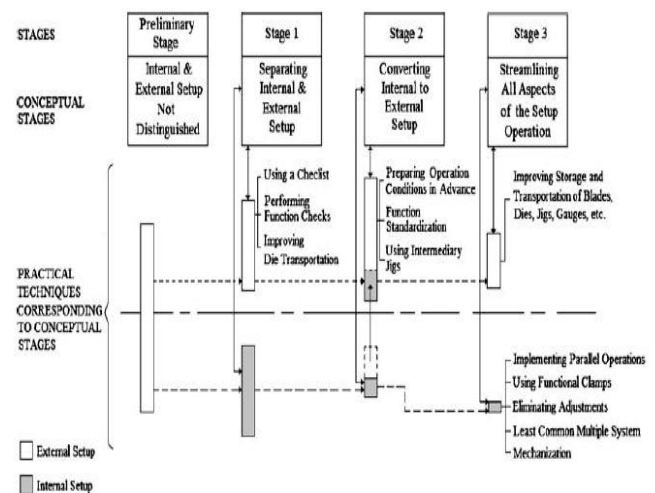 STAGES
Preliminary
Stage
Stage 1
Stage 2
Stage 3
CONCEPTUAL
STAGES
Internal &
External Setup
Not
Distinguished
Separating
Internal &
External
Setup
Converting
Internal to
External
Setup
Streamlining
All Aspects
of the Setup
Operation
Using a Checlist
Performing
Function Checks
Improving
Die Transportation
Preparing Operation
Conditions in Advance
Function
Standardization
Using Intermediary
Jigs
Improving Storage and
Transportation of Blades,
Dies, Jigs, Gauges, etc.
PRACTICAL
TECHNIQUES
CORRESPONDING
TO CONCEPTUAL
STAGES
Implementing Parallel Operations
Using Functional Clamps
Eliminating Adjustments
Least Common Multiple System
Mechanization
External Setup
Internal Setup